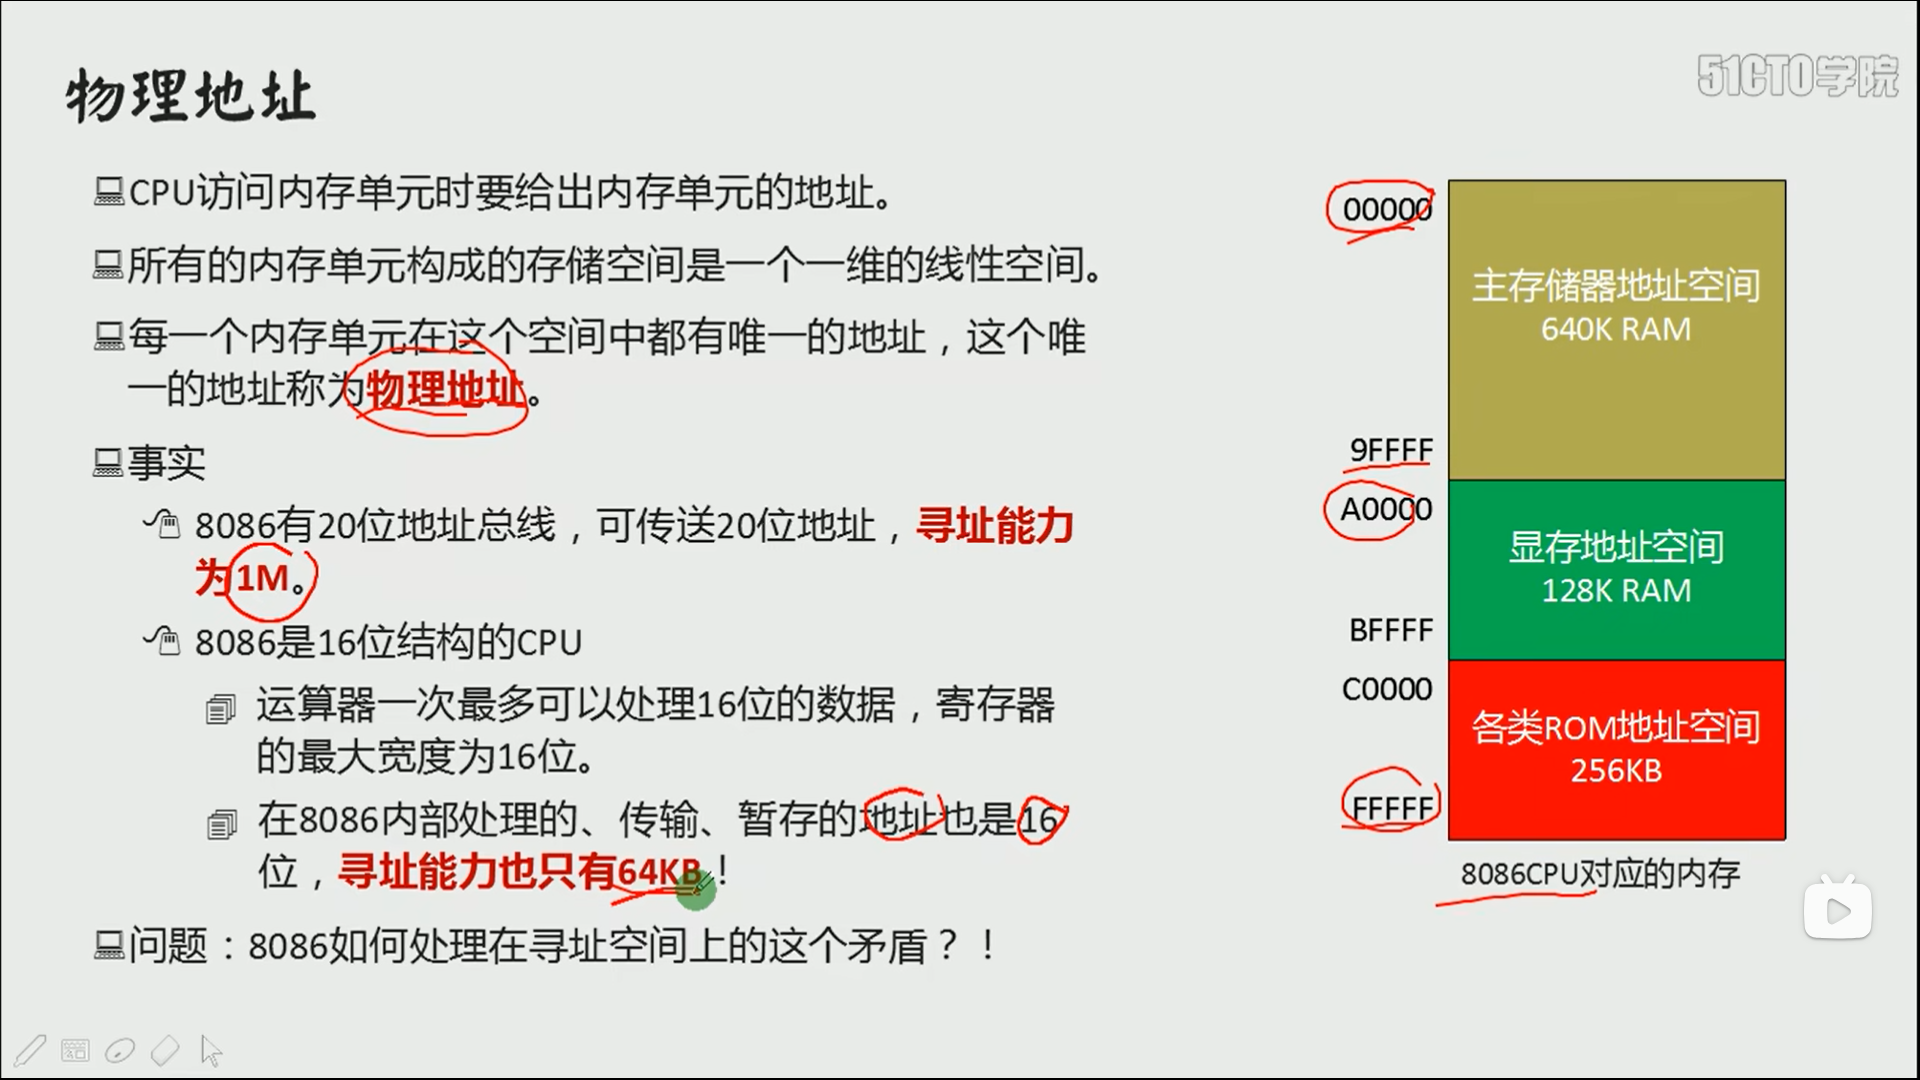 物理地址
51CTO学院
CPU访问内存单元时要给出内存单元的地址。
所有的内存单元构成的存储空间是一个一维的线性空间。
每一个内存单元在这个空间中都有唯一的地址，这个唯
一的地址称为物理地址。
事实
8086有20位地址总线，可传送20位地址，寻址能力
为1M。
8086是16位结构的CPU
运算器一次最多可以处理16位的数据，寄存器
的最大宽度为16位。
在8086内部处理的、传输、暂存的地址也是16
位，寻址能力也只有64KB！
问题：8086如何处理在寻址空间上的这个矛盾？！
00000
主存储器地址空间
640K RAM
9FFFF
A0000
显存地址空间
128K RAM
BFFFF
C0000
各类ROM地址空间
256KB
FFFFF
8086CPU对应的内存